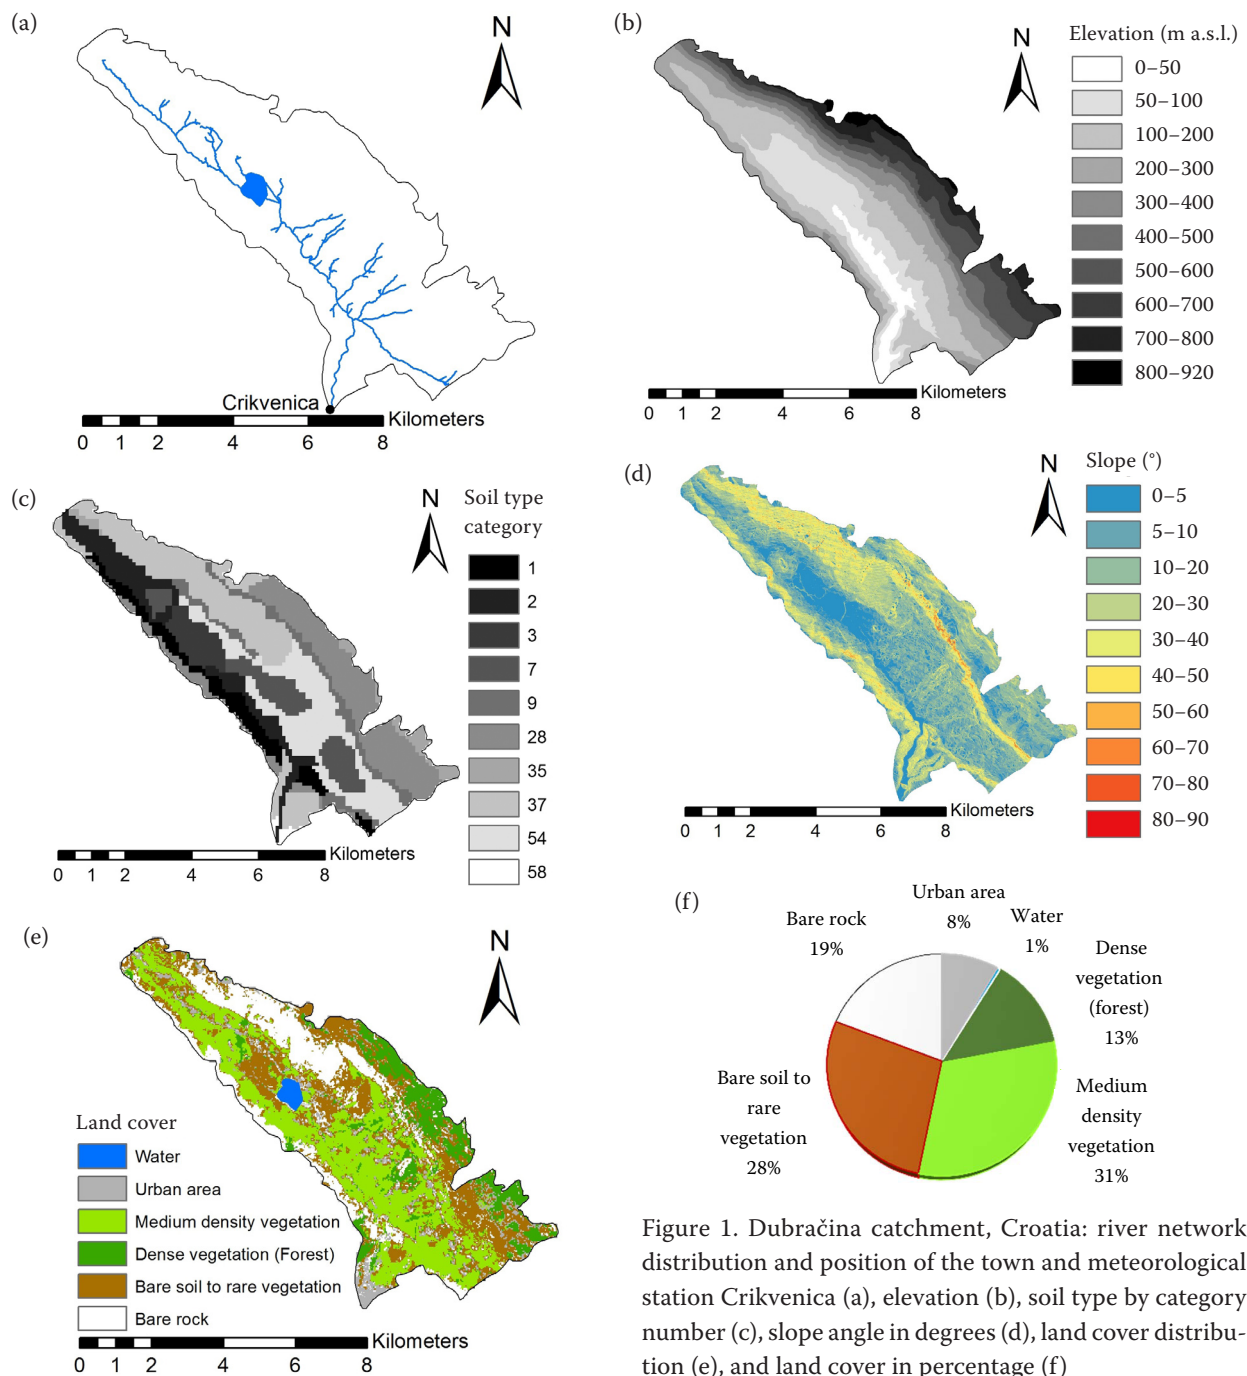 (a)
N
Crikvenica
Kilometers
0 1 2 4 6 8
(b)
N
Elevation (m a.s.l.)
0–50
50–100
100–200
200–300
300–400
400–500
500–600
600–700
700–800
800–920
Kilometers
0 1 2 4 6 8
(c)
N
Soil type
category
1
2
3
7
9
28
35
37
54
58
Kilometers
0 1 2 4 6 8
(d)
N
Slope (°)
0–5
5–10
10–20
20–30
30–40
40–50
50–60
60–70
70–80
80–90
Kilometers
0 1 2 4 6 8
(e)
N
Land cover
Water
Urban area
Medium density vegetation
Dense vegetation (Forest)
Bare soil to rare vegetation
Bare rock
Kilometers
0 1 2 4 6 8
(f)
Urban area
8%
Water
1%
Dense
vegetation
(forest)
13%
Medium
density
vegetation
31%
Bare soil to
rare
vegetation
28%
Bare rock
19%
Figure 1. Dubračina catchment, Croatia: river network
distribution and position of the town and meteorological
station Crikvenica (a), elevation (b), soil type by category
number (c), slope angle in degrees (d), land cover distribu-
tion (e), and land cover in percentage (f)